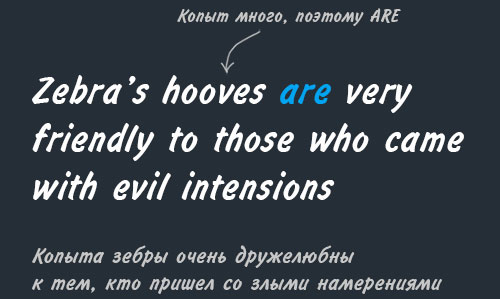 Копыт много, поэтому ARE
Zebra's hooves are very
friendly to those who came
with evil intensions
Копыта зебры очень дружелюбны
к тем, кто пришел со злыми намерениями